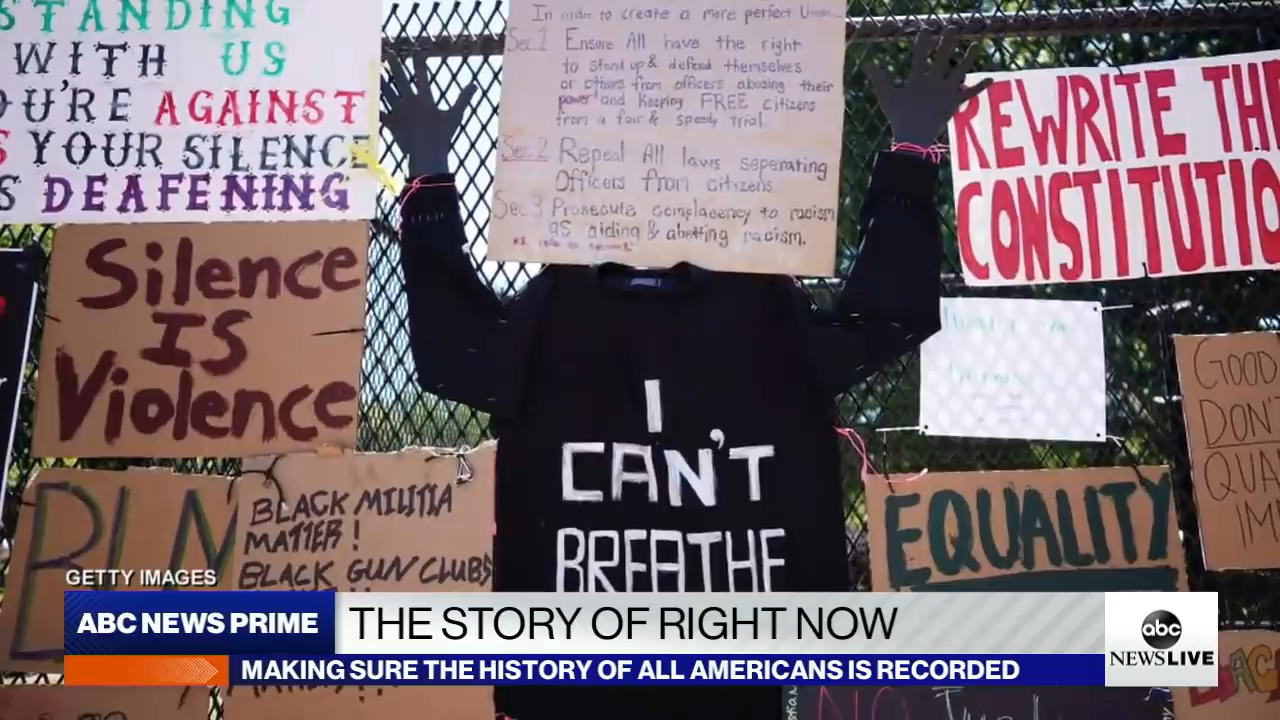 STANDING
WITH US
OU'RE AGAINST
S YOUR SILENCE
S DEAFENING
In order to create a more perfect Union
Sec.1 Ensure All have the right
to stand up & defend themselves
or others from officers abusing their
power and keeping FREE citizens
from a fair & speedy trial.
Sec.2 Repeal All laws seperating
Officers from citizens
Sec 3 Prosecute complacency to racism
as aiding & abetting racism.
REWRITE THE
CONSTITUTIO
Silence
IS
Violence
I
CAN'T
BREATHE
GOOD
DON'T
QUA
IM
BLM
BLACK MILITIA
MATTER!
BLACK GUN CLUBS
EQUALITY
GETTY IMAGES
ABC NEWS PRIME
THE STORY OF RIGHT NOW
MAKING SURE THE HISTORY OF ALL AMERICANS IS RECORDED
abc
NEWS LIVE
NO